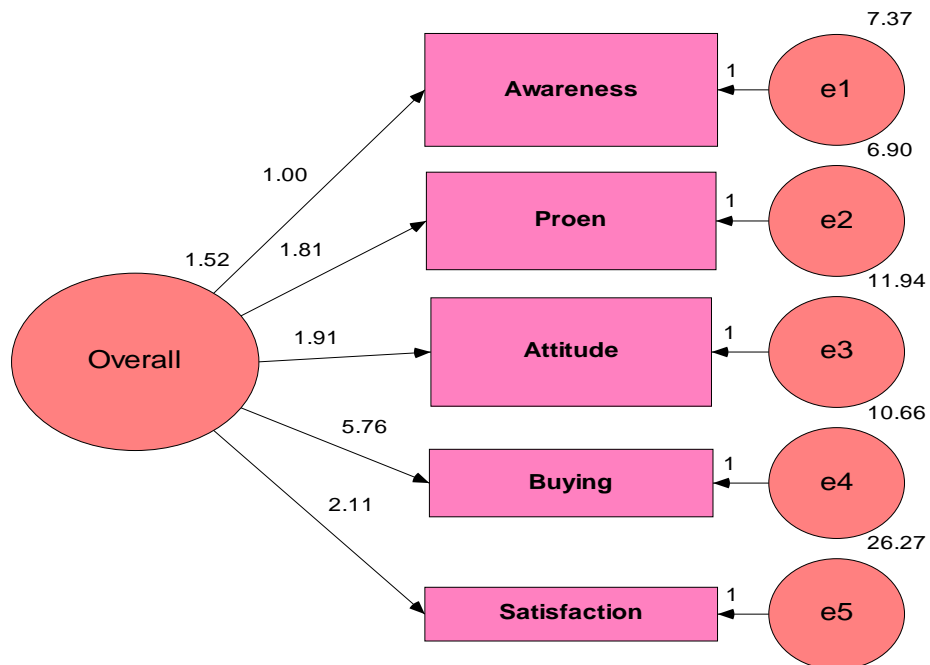 7.37
Awareness
1
e1
1.00
6.90
Proen
1
e2
1.81
1.52
11.94
Overall
1.91
Attitude
1
e3
10.66
5.76
Buying
1
e4
2.11
26.27
Satisfaction
1
e5